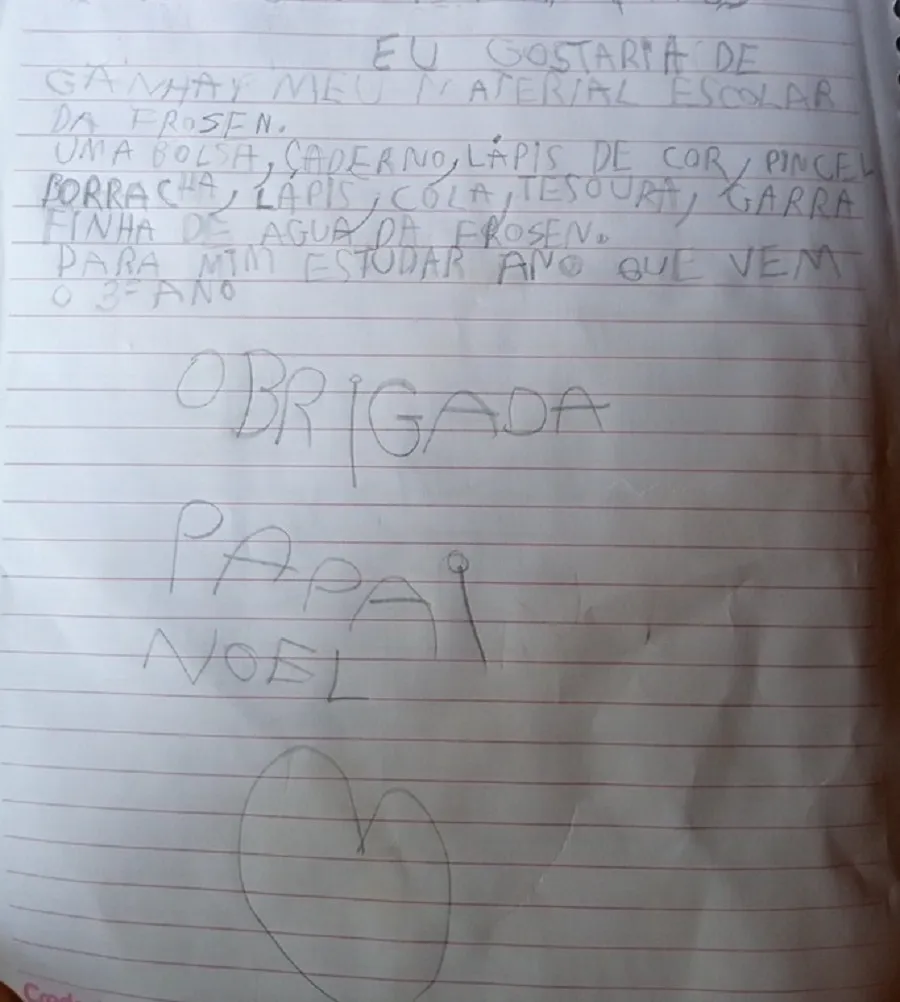 EU GOSTARIA DE
GANHAR MEU MATERIAL ESCOLAR
DA FROSEN.
UMA BOLSA, CADERNO, LÁPIS DE COR, PINCEL
BORRACHA, LÁPIS, COLA, TESOURA, GARRA
FINHA DE AGUA DA FROSEN.
PARA MIM ESTUDAR ANO QUE VEM
O 3º ANO
OBRIGADA
PAPAI
NOEL